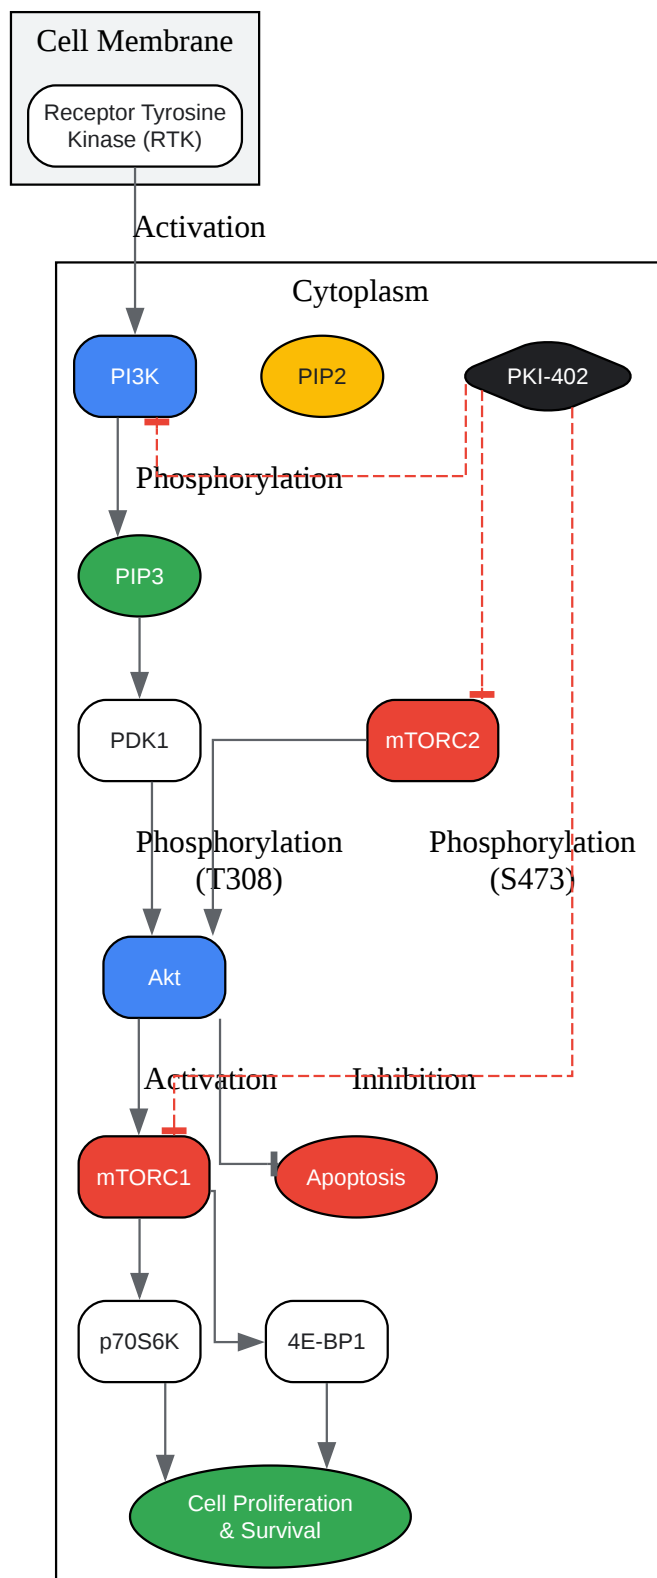 Cell Membrane
Receptor Tyrosine
Kinase (RTK)
Activation
Cytoplasm
PI3K
PIP2
PKI-402
Phosphorylation
PIP3
PDK1
mTORC2
Phosphorylation
(T308)
Phosphorylation
(S473)
Akt
Activation
Inhibition
mTORC1
Apoptosis
p70S6K
4E-BP1
Cell Proliferation
& Survival